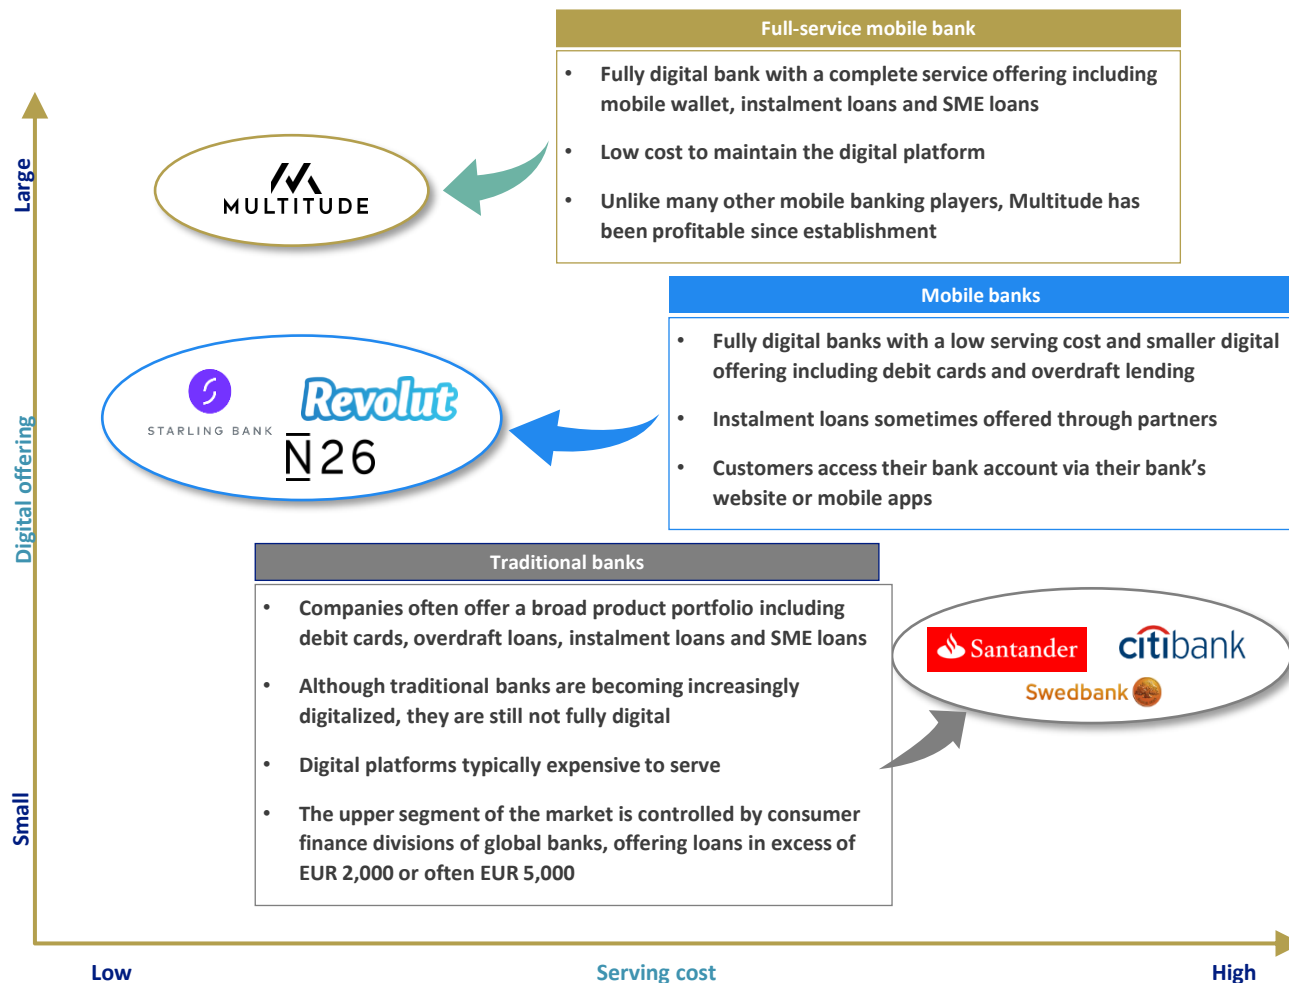 Full-service mobile bank
• Fully digital bank with a complete service offering including
mobile wallet, instalment loans and SME loans
• Low cost to maintain the digital platform
• Unlike many other mobile banking players, Multitude has
been profitable since establishment
Large
MULTITUDE
Mobile banks
• Fully digital banks with a low serving cost and smaller digital
offering including debit cards and overdraft lending
• Instalment loans sometimes offered through partners
• Customers access their bank account via their bank’s
website or mobile apps
STARLING BANK
Revolut
N26
Digital offering
Traditional banks
• Companies often offer a broad product portfolio including
debit cards, overdraft loans, instalment loans and SME loans
• Although traditional banks are becoming increasingly
digitalized, they are still not fully digital
• Digital platforms typically expensive to serve
• The upper segment of the market is controlled by consumer
finance divisions of global banks, offering loans in excess of
EUR 2,000 or often EUR 5,000
Santander
citibank
Swedbank
Small
Low
Serving cost
High